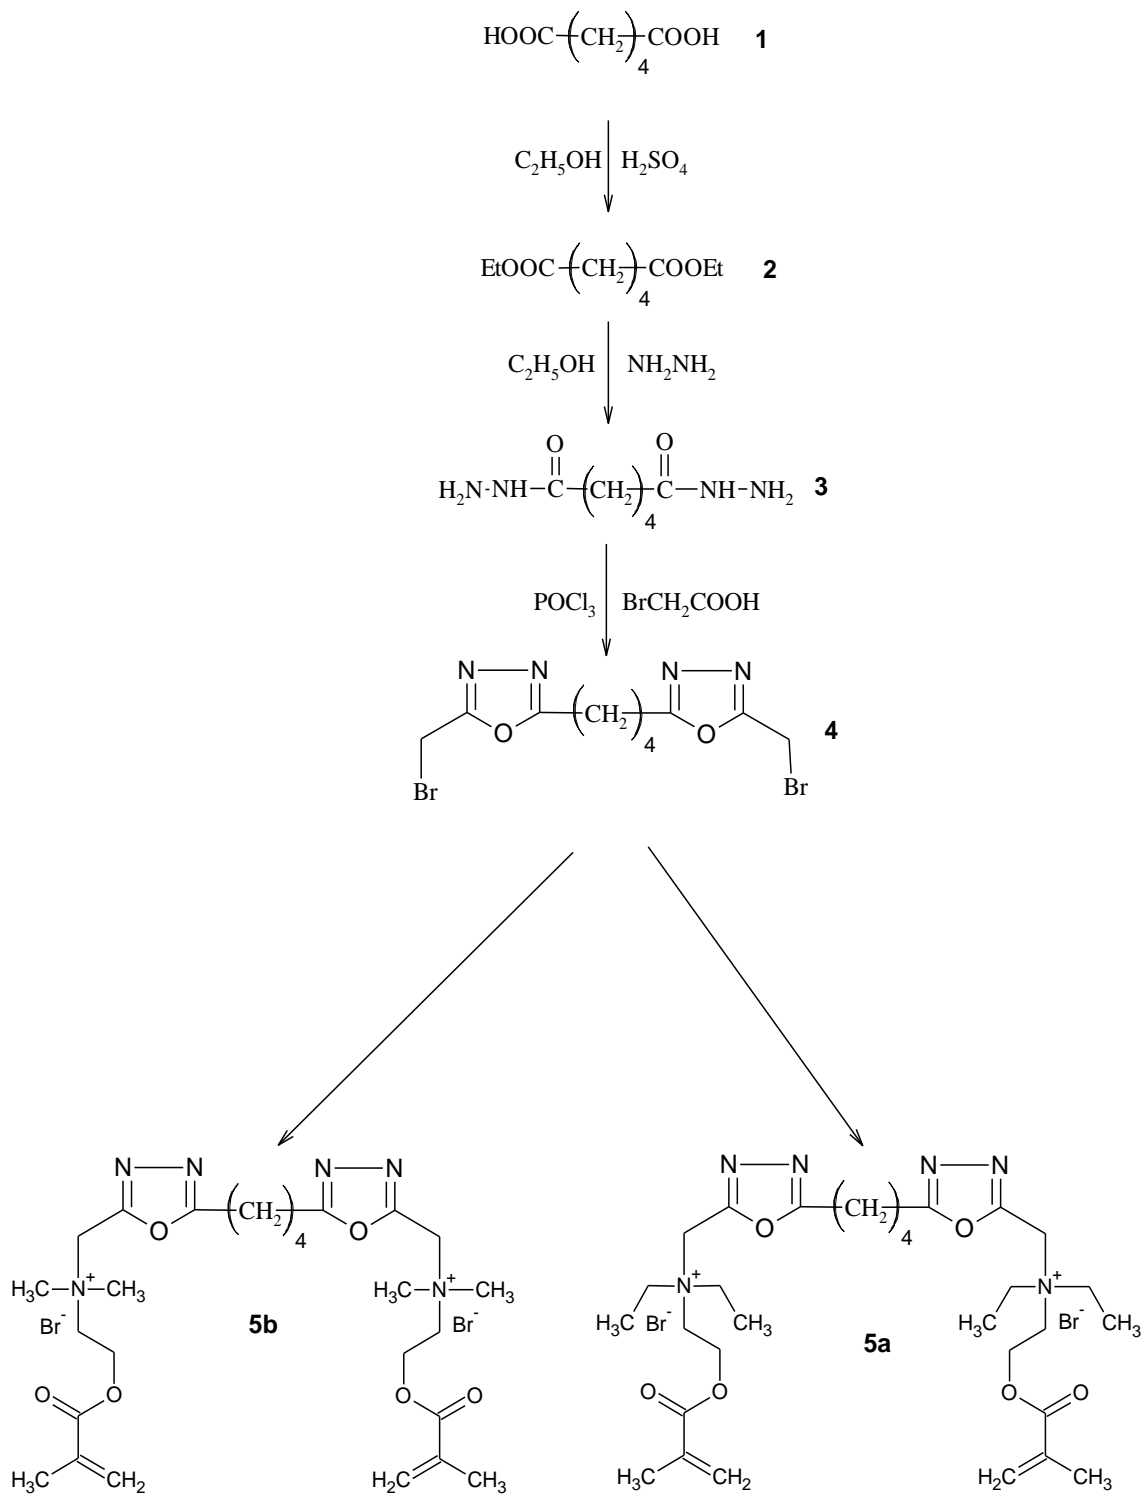 HOOC(CH2)4COOH 1
C2H5OH H2SO4
EtOOC(CH2)4COOEt 2
C2H5OH NH2NH2
O O
H2N-NH-C(CH2)4C-NH-NH2 3
POCl3 BrCH2COOH
N N N N
O (CH2)4 O 4
Br Br
N N N N N N N N
O (CH2)4 O O (CH2)4 O
H3C N+ CH3 H3C N+ CH3 N+ N+
Br- 5b Br- H3C Br- CH3 5a H3C Br- CH3
O O O O
O O O O
H3C CH2 H2C CH3 H3C CH2 H2C CH3